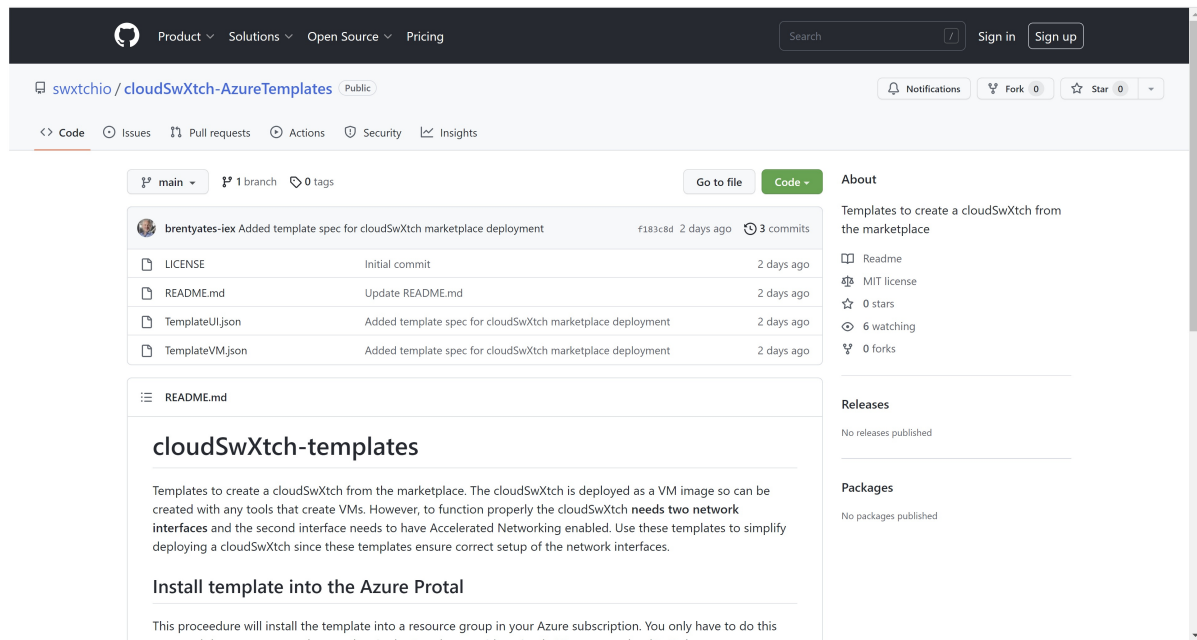 Product Solutions Open Source Pricing Search / Sign in Sign up
swxtchio / cloudSwXtch-AzureTemplates Public Notifications Fork 0 Star 0
Code Issues Pull requests Actions Security Insights
main 1 branch 0 tags Go to file Code
brentyates-iex Added template spec for cloudSwXtch marketplace deployment f183c8d 2 days ago 3 commits
LICENSE Initial commit 2 days ago
README.md Update README.md 2 days ago
TemplateUI.json Added template spec for cloudSwXtch marketplace deployment 2 days ago
TemplateVM.json Added template spec for cloudSwXtch marketplace deployment 2 days ago
README.md
cloudSwXtch-templates
Templates to create a cloudSwXtch from the marketplace. The cloudSwXtch is deployed as a VM image so can be
created with any tools that create VMs. However, to function properly the cloudSwXtch needs two network
interfaces and the second interface needs to have Accelerated Networking enabled. Use these templates to simplify
deploying a cloudSwXtch since these templates ensure correct setup of the network interfaces.
Install template into the Azure Protal
This proceedure will install the template into a resource group in your Azure subscription. You only have to do this
About
Templates to create a cloudSwXtch from
the marketplace
Readme
MIT license
0 stars
6 watching
0 forks
Releases
No releases published
Packages
No packages published